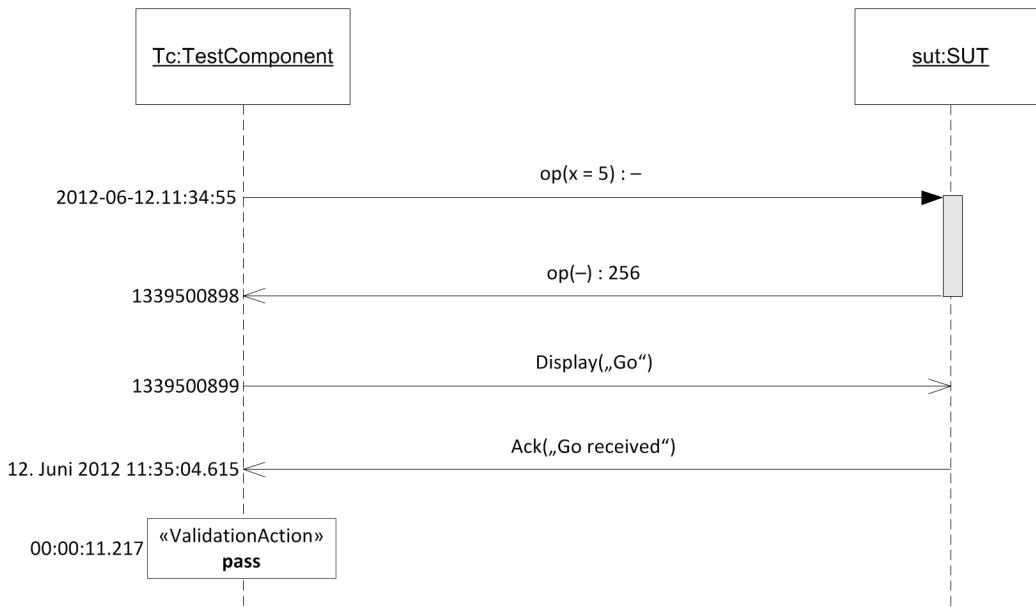 Tc:TestComponent
sut:SUT
op(x = 5) : –
2012-06-12.11:34:55
op(–) : 256
1339500898
Display(„Go“)
1339500899
Ack(„Go received“)
12. Juni 2012 11:35:04.615
00:00:11.217
«ValidationAction»
pass